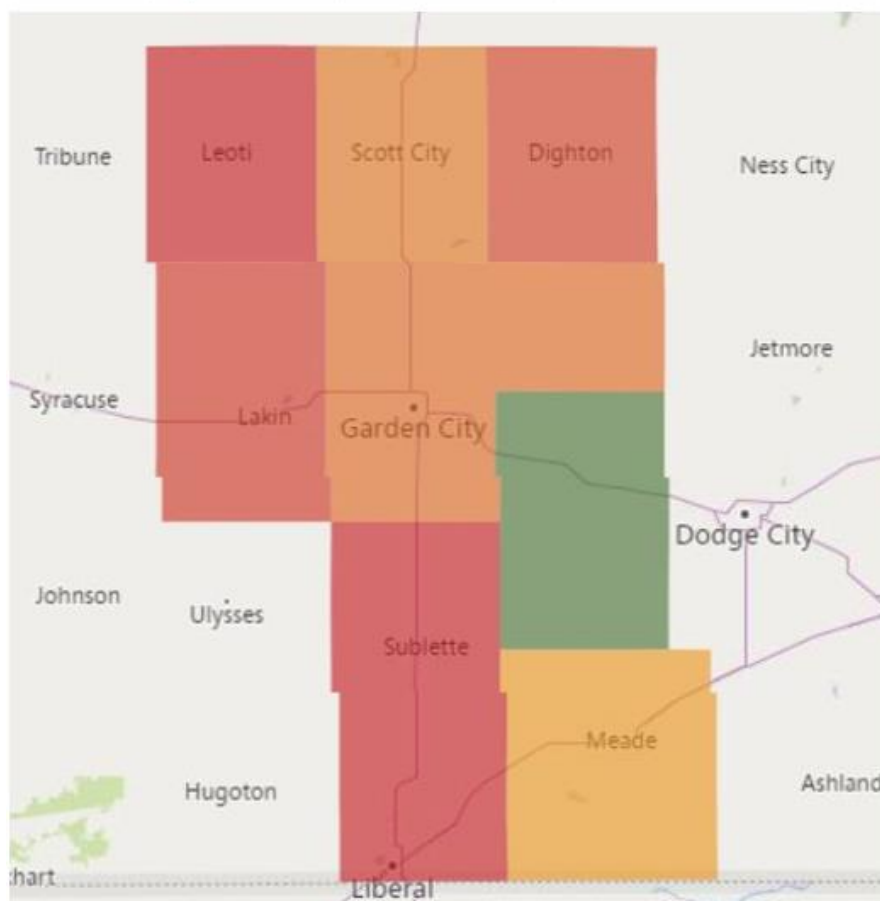 Tribune
Leoti
Scott City
Dighton
Ness City
Jetmore
Syracuse
Lakin
Garden City
Dodge City
Johnson
Ulysses
Sublette
Meade
Hugoton
Ashland
hart
Liberal